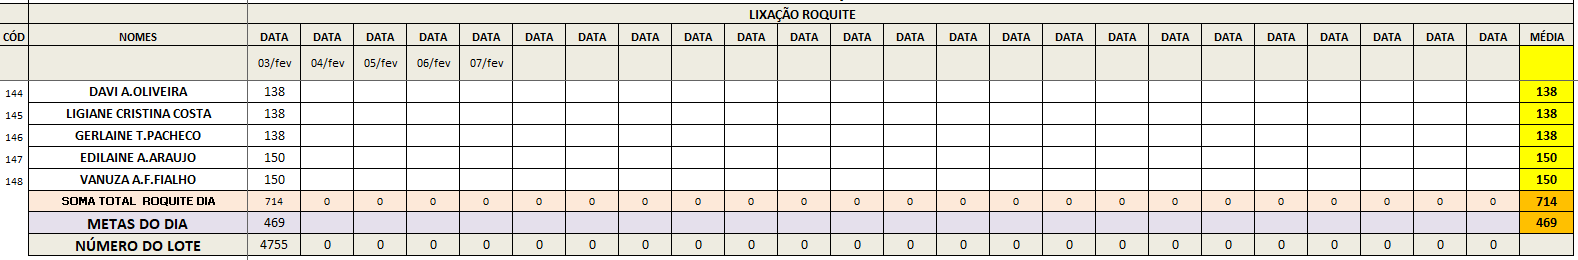 LIXAÇÃO ROQUITE
CÓD NOMES DATA DATA DATA DATA DATA DATA DATA DATA DATA DATA DATA DATA DATA DATA DATA DATA DATA DATA DATA DATA DATA DATA DATA DATA MÉDIA
03/fev 04/fev 05/fev 06/fev 07/fev
144 DAVI A.OLIVEIRA 138 138
145 LIGIANE CRISTINA COSTA 138 138
146 GERLAINE T.PACHECO 138 138
147 EDILAINE A.ARAUJO 150 150
148 VANUZA A.F.FIALHO 150 150
SOMA TOTAL ROQUITE DIA 714 0 0 0 0 0 0 0 0 0 0 0 0 0 0 0 0 0 0 0 0 0 0 0 714
METAS DO DIA 469 469
NÚMERO DO LOTE 4755 0 0 0 0 0 0 0 0 0 0 0 0 0 0 0 0 0 0 0 0 0 0 0